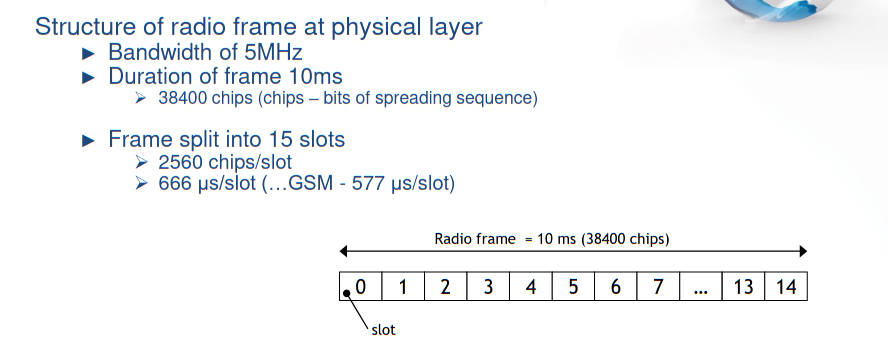 Structure of radio frame at physical layer
► Bandwidth of 5MHz
► Duration of frame 10ms
➢ 38400 chips (chips – bits of spreading sequence)
► Frame split into 15 slots
➢ 2560 chips/slot
➢ 666 µs/slot (…GSM - 577 µs/slot)
Radio frame = 10 ms (38400 chips)
0 1 2 3 4 5 6 7 ... 13 14
slot